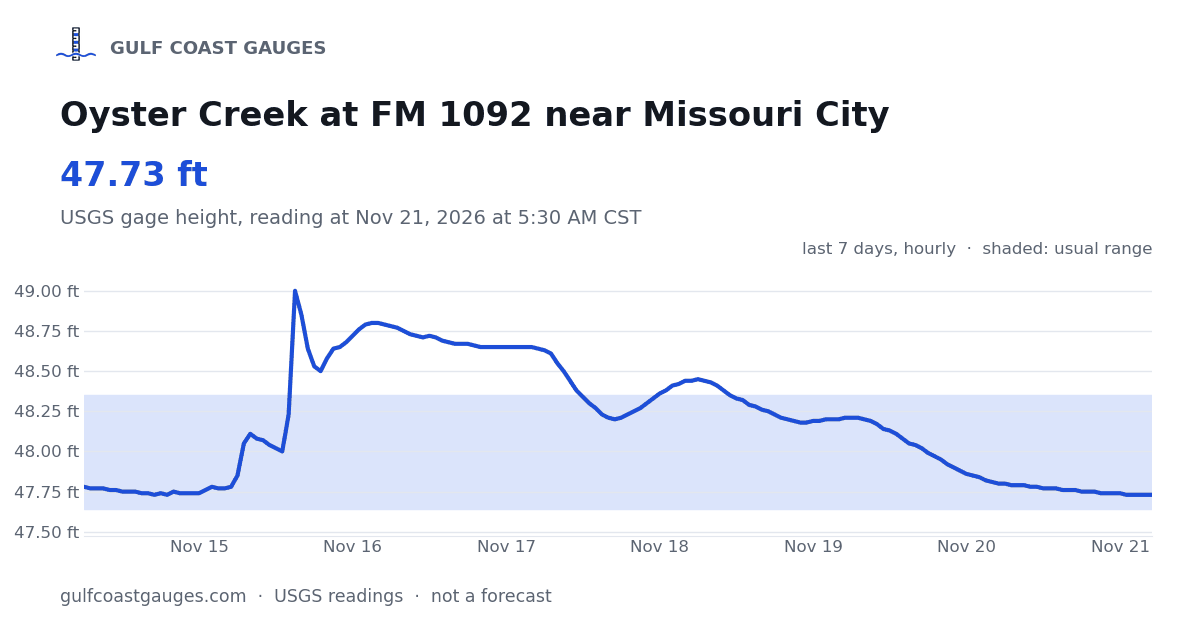 GULF COAST GAUGES
Oyster Creek at FM 1092 near Missouri City
47.73 ft
USGS gage height, reading at Nov 21, 2026 at 5:30 AM CST
last 7 days, hourly · shaded: usual range
49.00 ft
48.75 ft
48.50 ft
48.25 ft
48.00 ft
47.75 ft
47.50 ft
Nov 15 Nov 16 Nov 17 Nov 18 Nov 19 Nov 20 Nov 21
gulfcoastgauges.com · USGS readings · not a forecast